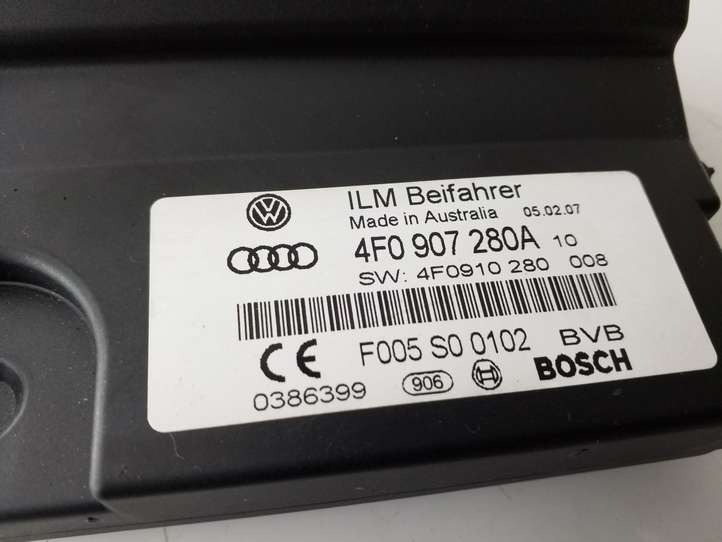 ILM Beifahrer
Made in Australia 05.02.07
4F0 907 280A 10
SW: 4F0910 280 008
F005 S0 0102 BVB
0386399 906 BOSCH